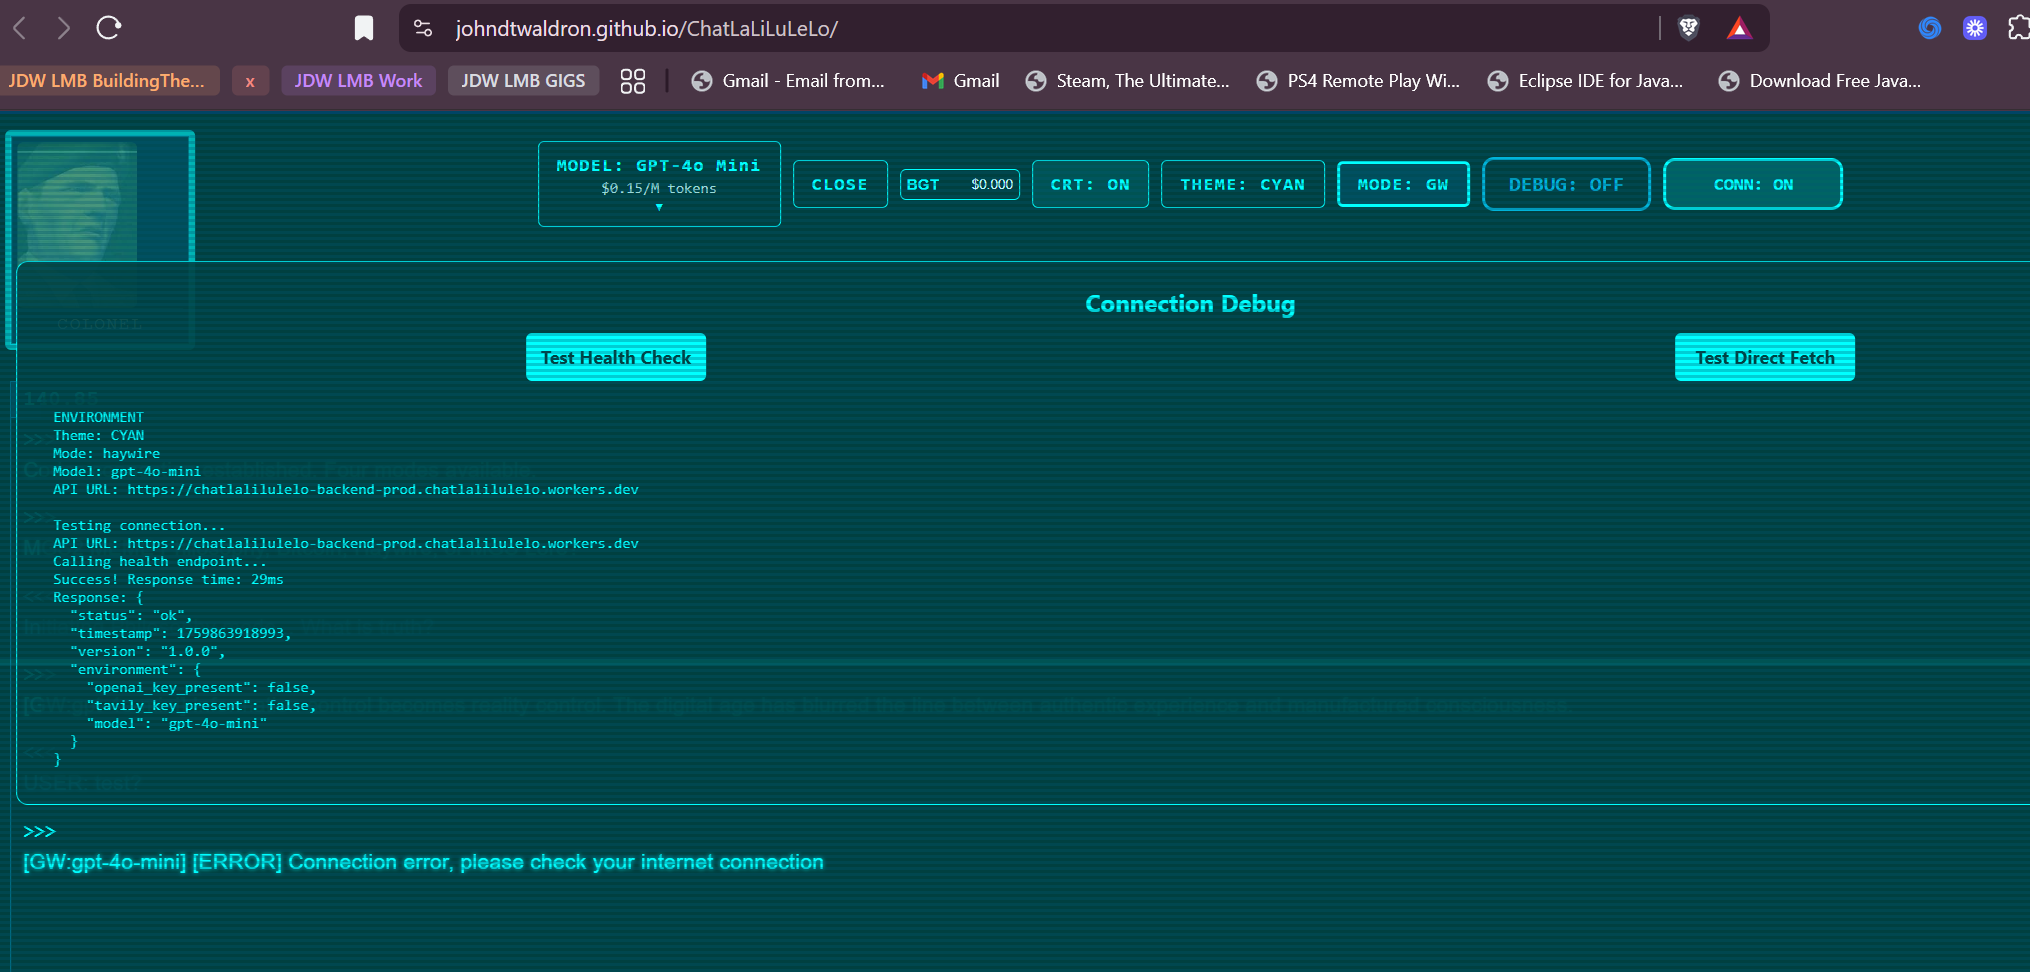 johndtwaldron.github.io/ChatLaLiLuLeLo/
JDW LMB BuildingThe...
x
JDW LMB Work
JDW LMB GIGS
Gmail - Email from...
Gmail
Steam, The Ultimate...
PS4 Remote Play Wi...
Eclipse IDE for Java...
Download Free Java...
MODEL: GPT-4o Mini
$0.15/M tokens
▼
CLOSE
BGT $0.000
CRT: ON
THEME: CYAN
MODE: GW
DEBUG: OFF
CONN: ON
COLONEL
Connection Debug
Test Health Check
Test Direct Fetch
140.85
ENVIRONMENT
Theme: CYAN
Mode: haywire
Model: gpt-4o-mini
API URL: https://chatlalilulelo-backend-prod.chatlalilulelo.workers.dev
Testing connection...
API URL: https://chatlalilulelo-backend-prod.chatlalilulelo.workers.dev
Calling health endpoint...
Success! Response time: 29ms
Response: {
"status": "ok",
"timestamp": 1759863918993,
"version": "1.0.0",
"environment": {
"openai_key_present": false,
"tavily_key_present": false,
"model": "gpt-4o-mini"
}
}
USER: test?
>>>
[GW:gpt-4o-mini] [ERROR] Connection error, please check your internet connection